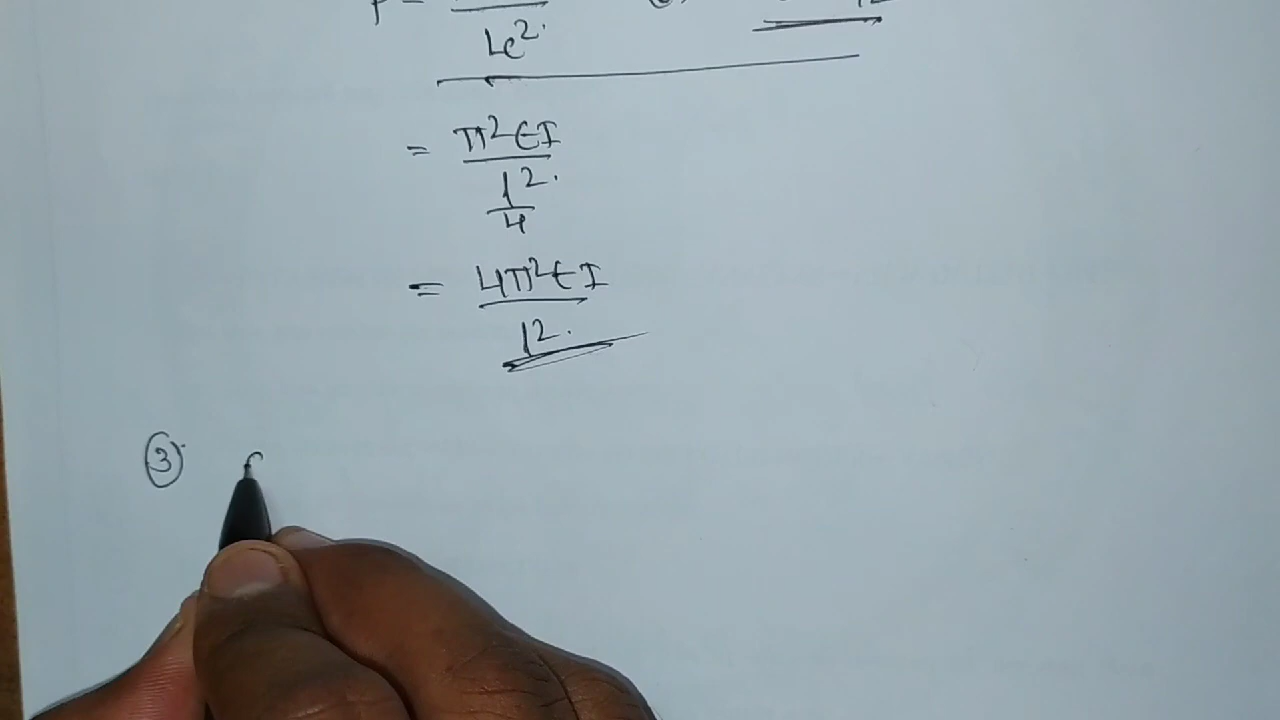 P =
Le².
= π²EI
l².
4
= 4π²EI
l².
③